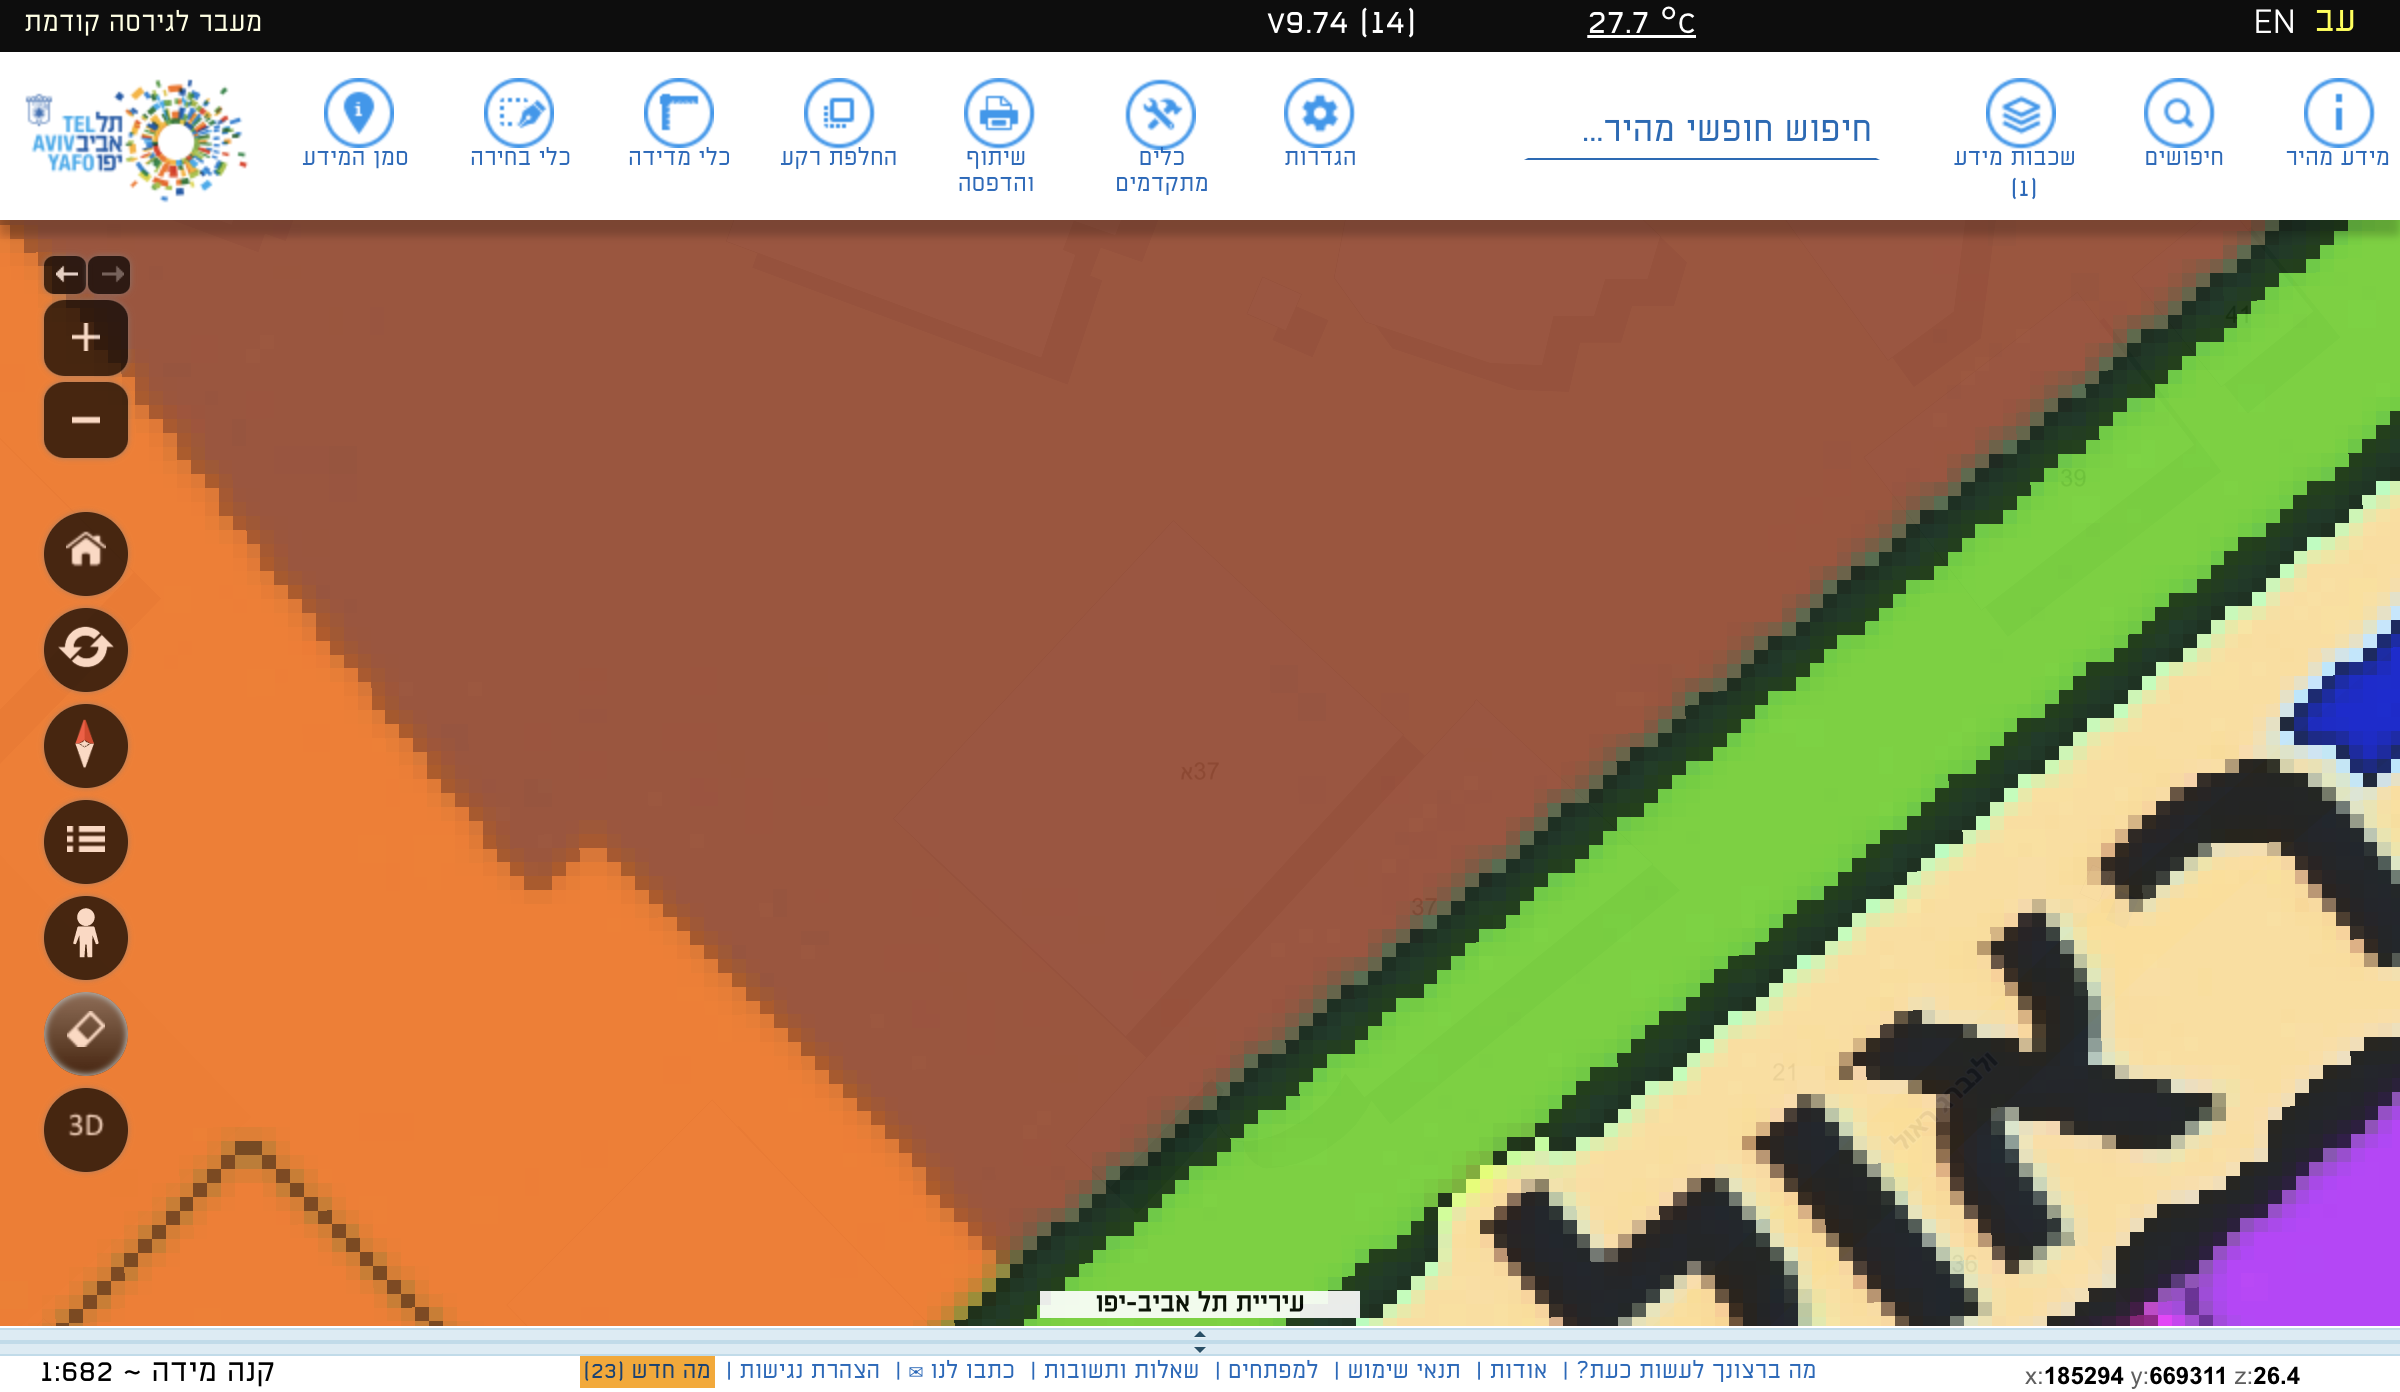 עב EN 27.7 °C V9.74 (14) מעבר לגירסה קודמת
מידע מהיר
חיפושים
שכבות מידע
(1)
חיפוש חופשי מהיר...
הגדרות
כלים
מתקדמים
שיתוף
והדפסה
החלפת רקע
כלי מדידה
כלי בחירה
סמן המידע
תל TEL
אביב AVIV
יפו YAFO
41
39
37א
37
21
36
3D
עיריית תל אביב-יפו
x:185294 y:669311 z:26.4
מה ברצונך לעשות כעת? | אודות | תנאי שימוש | למפתחים | שאלות ותשובות | כתבו לנו ✉ | הצהרת נגישות | מה חדש (23)
קנה מידה ~ 1:682